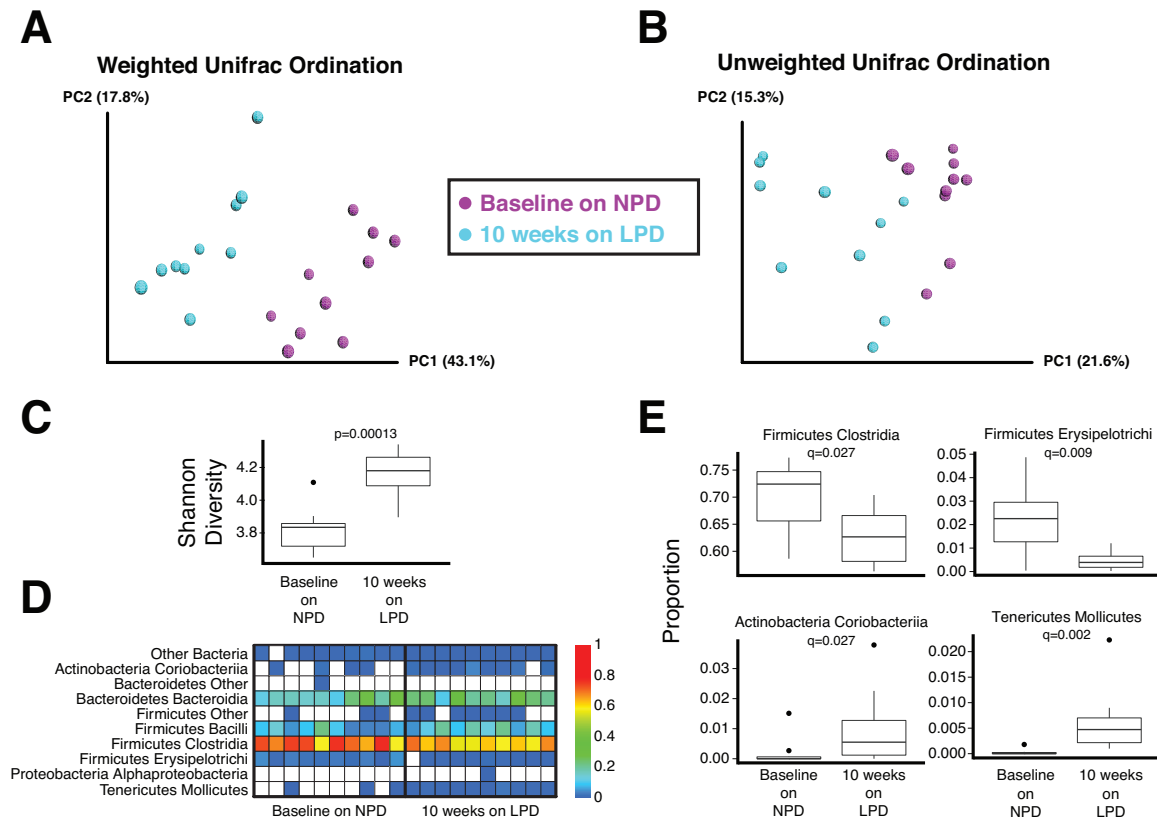 A
Weighted Unifrac Ordination
PC2 (17.8%)
PC1 (43.1%)
B
Unweighted Unifrac Ordination
PC2 (15.3%)
PC1 (21.6%)
Baseline on NPD
10 weeks on LPD
C
p=0.00013
Shannon
Diversity
4.2
4.0
3.8
Baseline
on
NPD
10 weeks
on
LPD
D
Other Bacteria
Actinobacteria Coriobacteriia
Bacteroidetes Other
Bacteroidetes Bacteroidia
Firmicutes Other
Firmicutes Bacilli
Firmicutes Clostridia
Firmicutes Erysipelotrichi
Proteobacteria Alphaproteobacteria
Tenericutes Mollicutes
Baseline on NPD
10 weeks on LPD
1
0.8
0.6
0.4
0.2
0
E
Proportion
Firmicutes Clostridia
q=0.027
0.75
0.70
0.65
0.60
Firmicutes Erysipelotrichi
q=0.009
0.05
0.04
0.03
0.02
0.01
0.00
Actinobacteria Coriobacteriia
q=0.027
0.03
0.02
0.01
0.00
Baseline
on
NPD
10 weeks
on
LPD
Tenericutes Mollicutes
q=0.002
0.020
0.015
0.010
0.005
0.000
Baseline
on
NPD
10 weeks
on
LPD